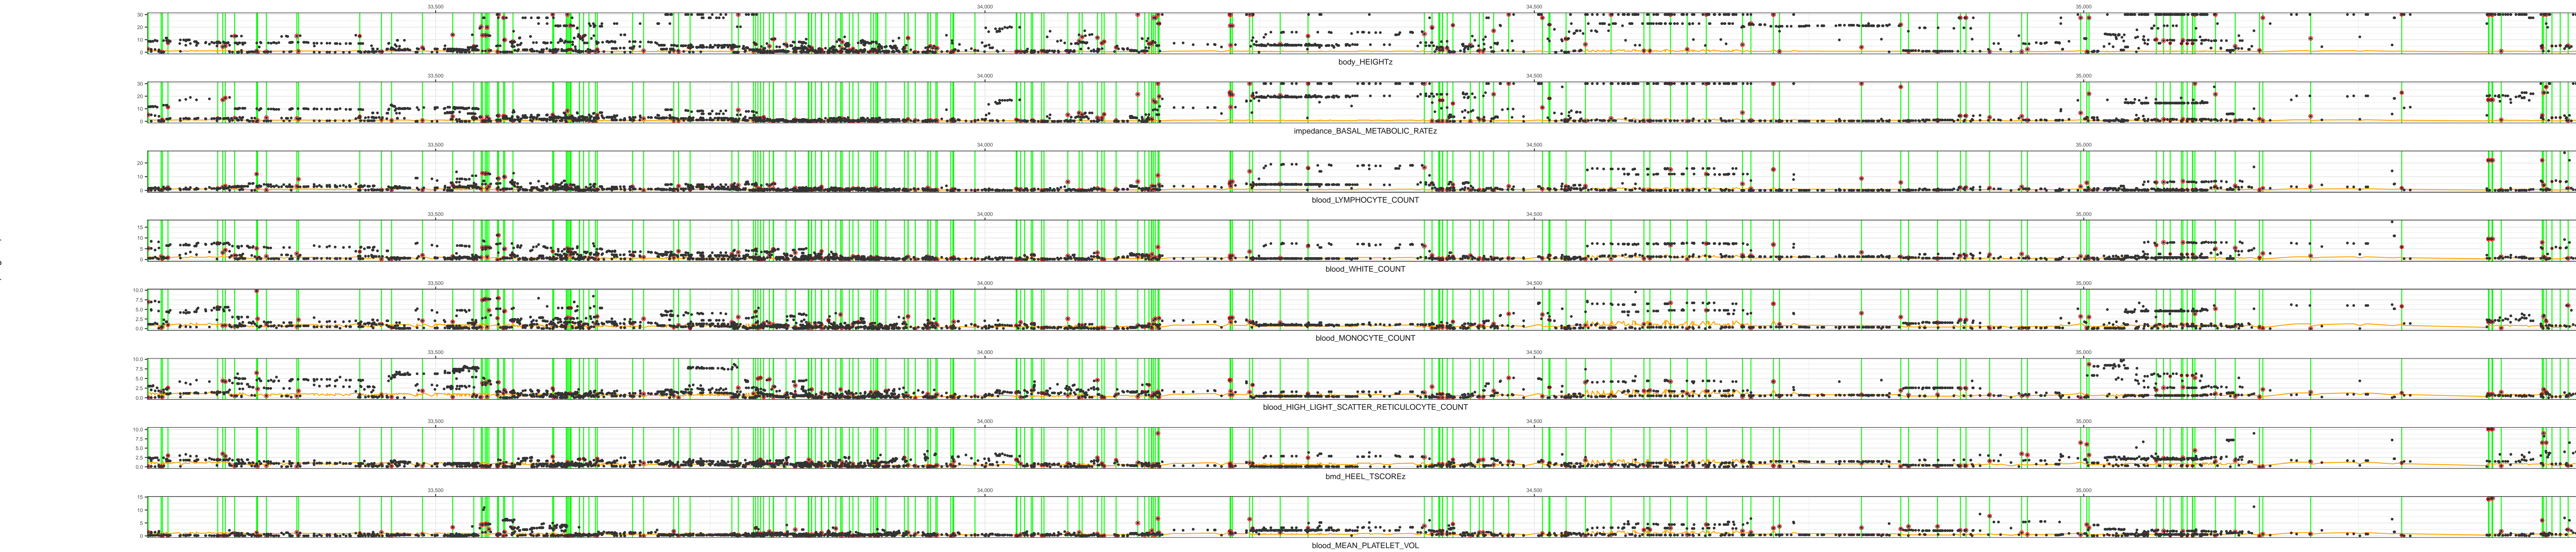 33,500 34,000 34,500 35,000
30
20
10
0
body_HEIGHTz
33,500 34,000 34,500 35,000
30
20
10
0
impedance_BASAL_METABOLIC_RATEz
33,500 34,000 34,500 35,000
20
10
0
blood_LYMPHOCYTE_COUNT
33,500 34,000 34,500 35,000
15
10
5
0
blood_WHITE_COUNT
33,500 34,000 34,500 35,000
10.0
7.5
5.0
2.5
0.0
blood_MONOCYTE_COUNT
33,500 34,000 34,500 35,000
10.0
7.5
5.0
2.5
0.0
blood_HIGH_LIGHT_SCATTER_RETICULOCYTE_COUNT
33,500 34,000 34,500 35,000
10.0
7.5
5.0
2.5
0.0
bmd_HEEL_TSCOREz
33,500 34,000 34,500 35,000
15
10
5
0
blood_MEAN_PLATELET_VOL